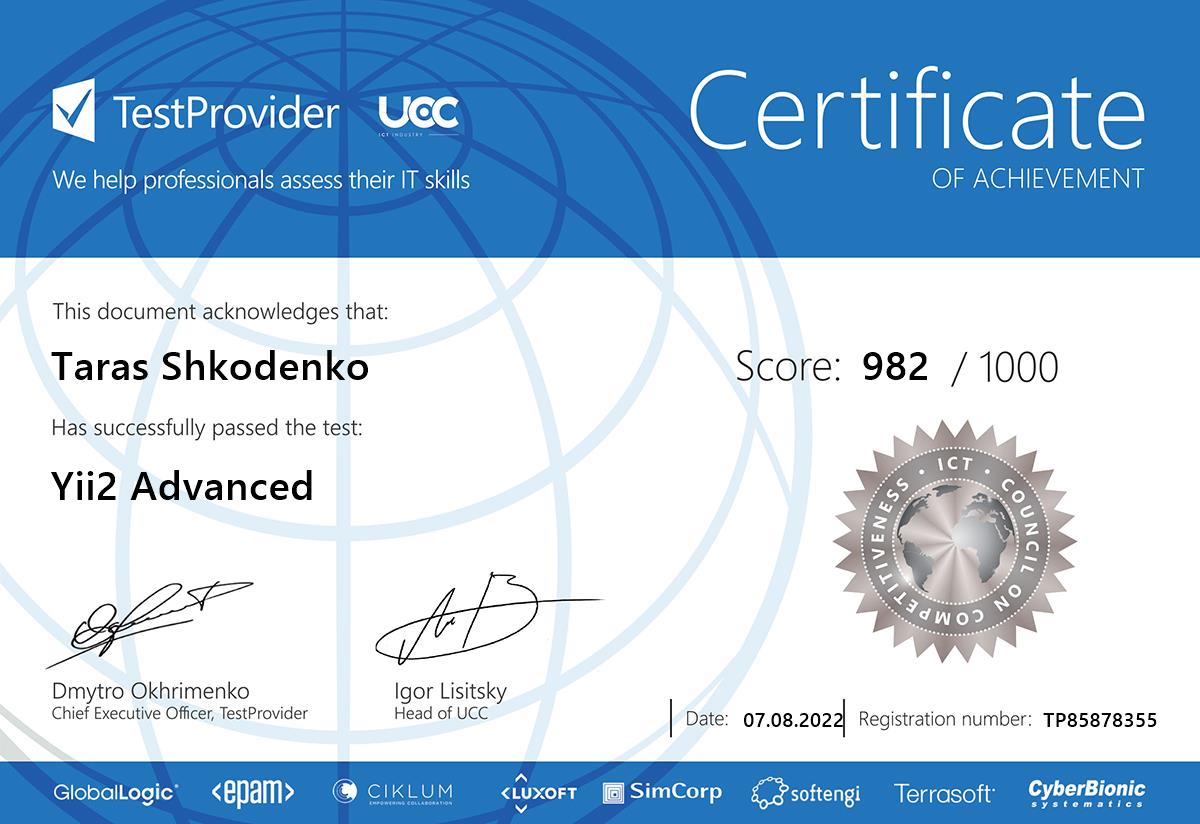 TestProvider
UCC
ICT INDUSTRY
We help professionals assess their IT skills
Certificate
OF ACHIEVEMENT
This document acknowledges that:
Taras Shkodenko
Score: 982 / 1000
Has successfully passed the test:
Yii2 Advanced
ICT · COUNCIL ON COMPETITIVENESS ·
Dmytro Okhrimenko
Chief Executive Officer, TestProvider
Igor Lisitsky
Head of UCC
Date: 07.08.2022
Registration number: TP85878355
GlobalLogic®
<epam>
CIKLUM
EMPOWERING COLLABORATION
<LUXOFT
SimCorp
softengi
Terrasoft
CyberBionic
systematics